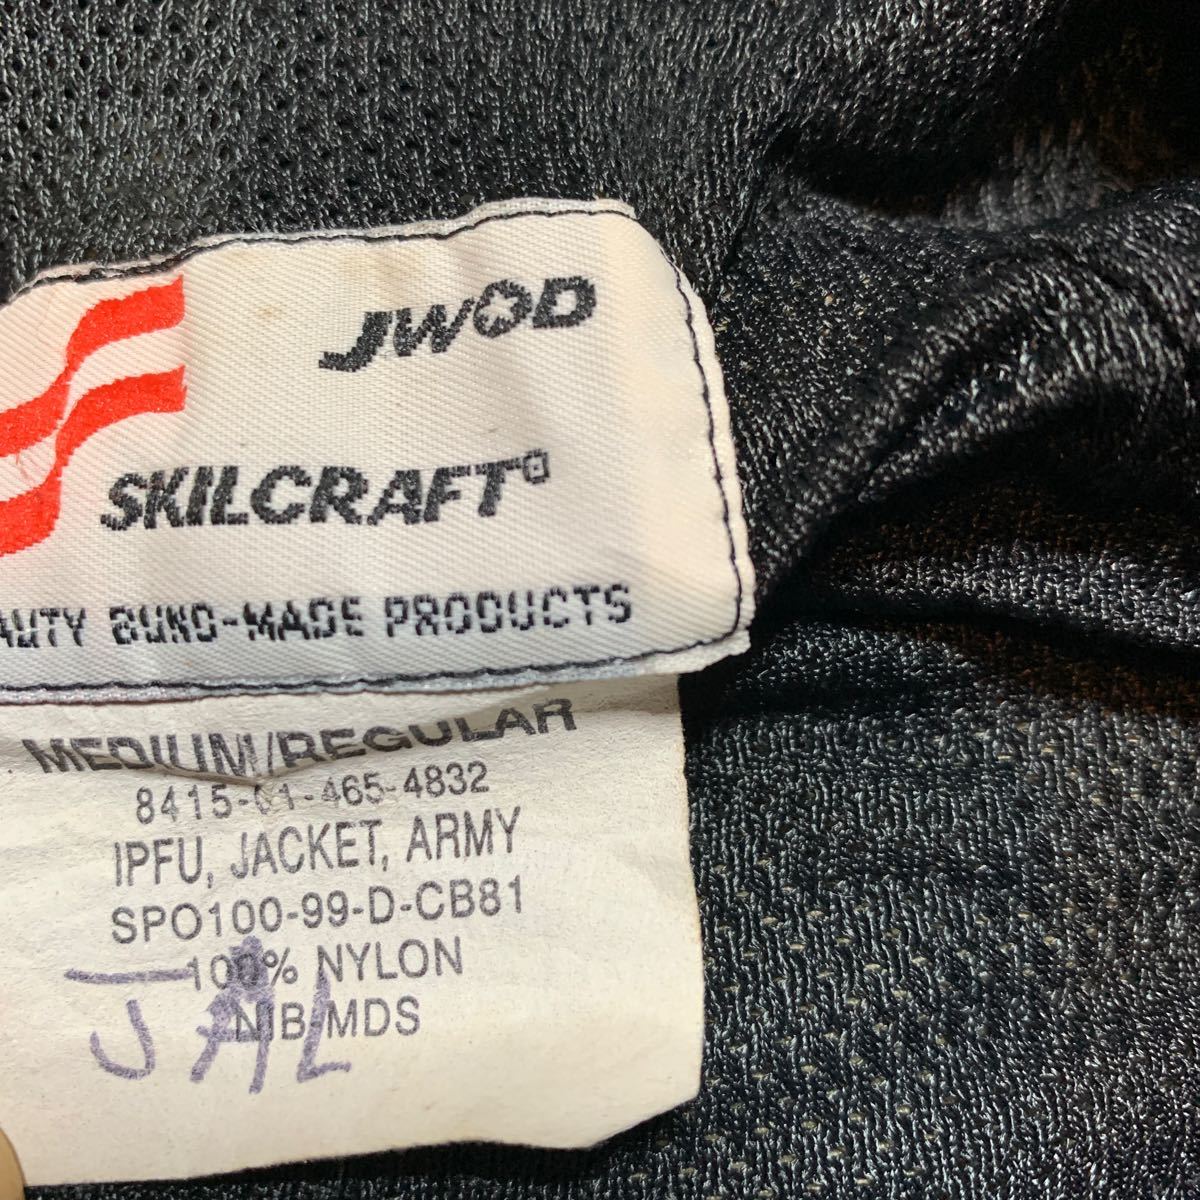 JWOD
SKILCRAFT®
BLIND-MADE PRODUCTS
MEDIUM/REGULAR
8415-01-465-4832
IPFU, JACKET, ARMY
SPO100-99-D-CB81
100% NYLON
NIB/MDS
JAL